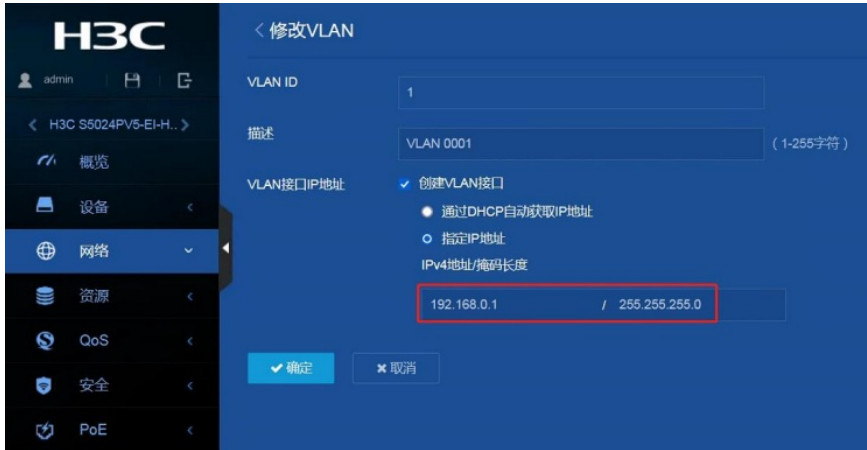 H3C
admin
H3C S5024PV5-EI-H..
概览
设备
网络
资源
QoS
安全
PoE
修改VLAN
VLAN ID
1
描述
VLAN 0001
(1-255字符)
VLAN接口IP地址
创建VLAN接口
通过DHCP自动获取IP地址
指定IP地址
IPv4地址/掩码长度
192.168.0.1 / 255.255.255.0
确定
取消